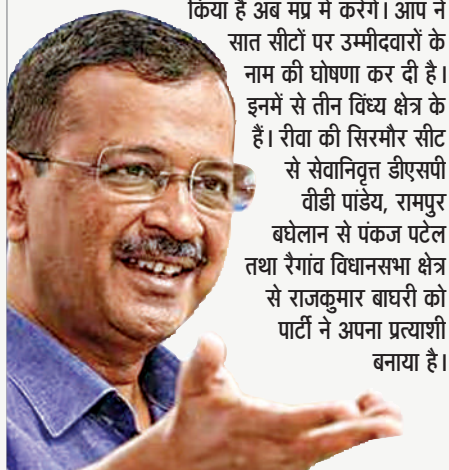 किया है अब मप्र में करेंगे। आप ने
सात सीटों पर उम्मीदवारों के
नाम की घोषणा कर दी है।
इनमें से तीन विंध्य क्षेत्र के
हैं। रीवा की सिरमौर सीट
से सेवानिवृत्त डीएसपी
वीडी पांडेय, रामपुर
बघेलान से पंकज पटेल
तथा रैगांव विधानसभा क्षेत्र
से राजकुमार बाघरी को
पार्टी ने अपना प्रत्याशी
बनाया है।